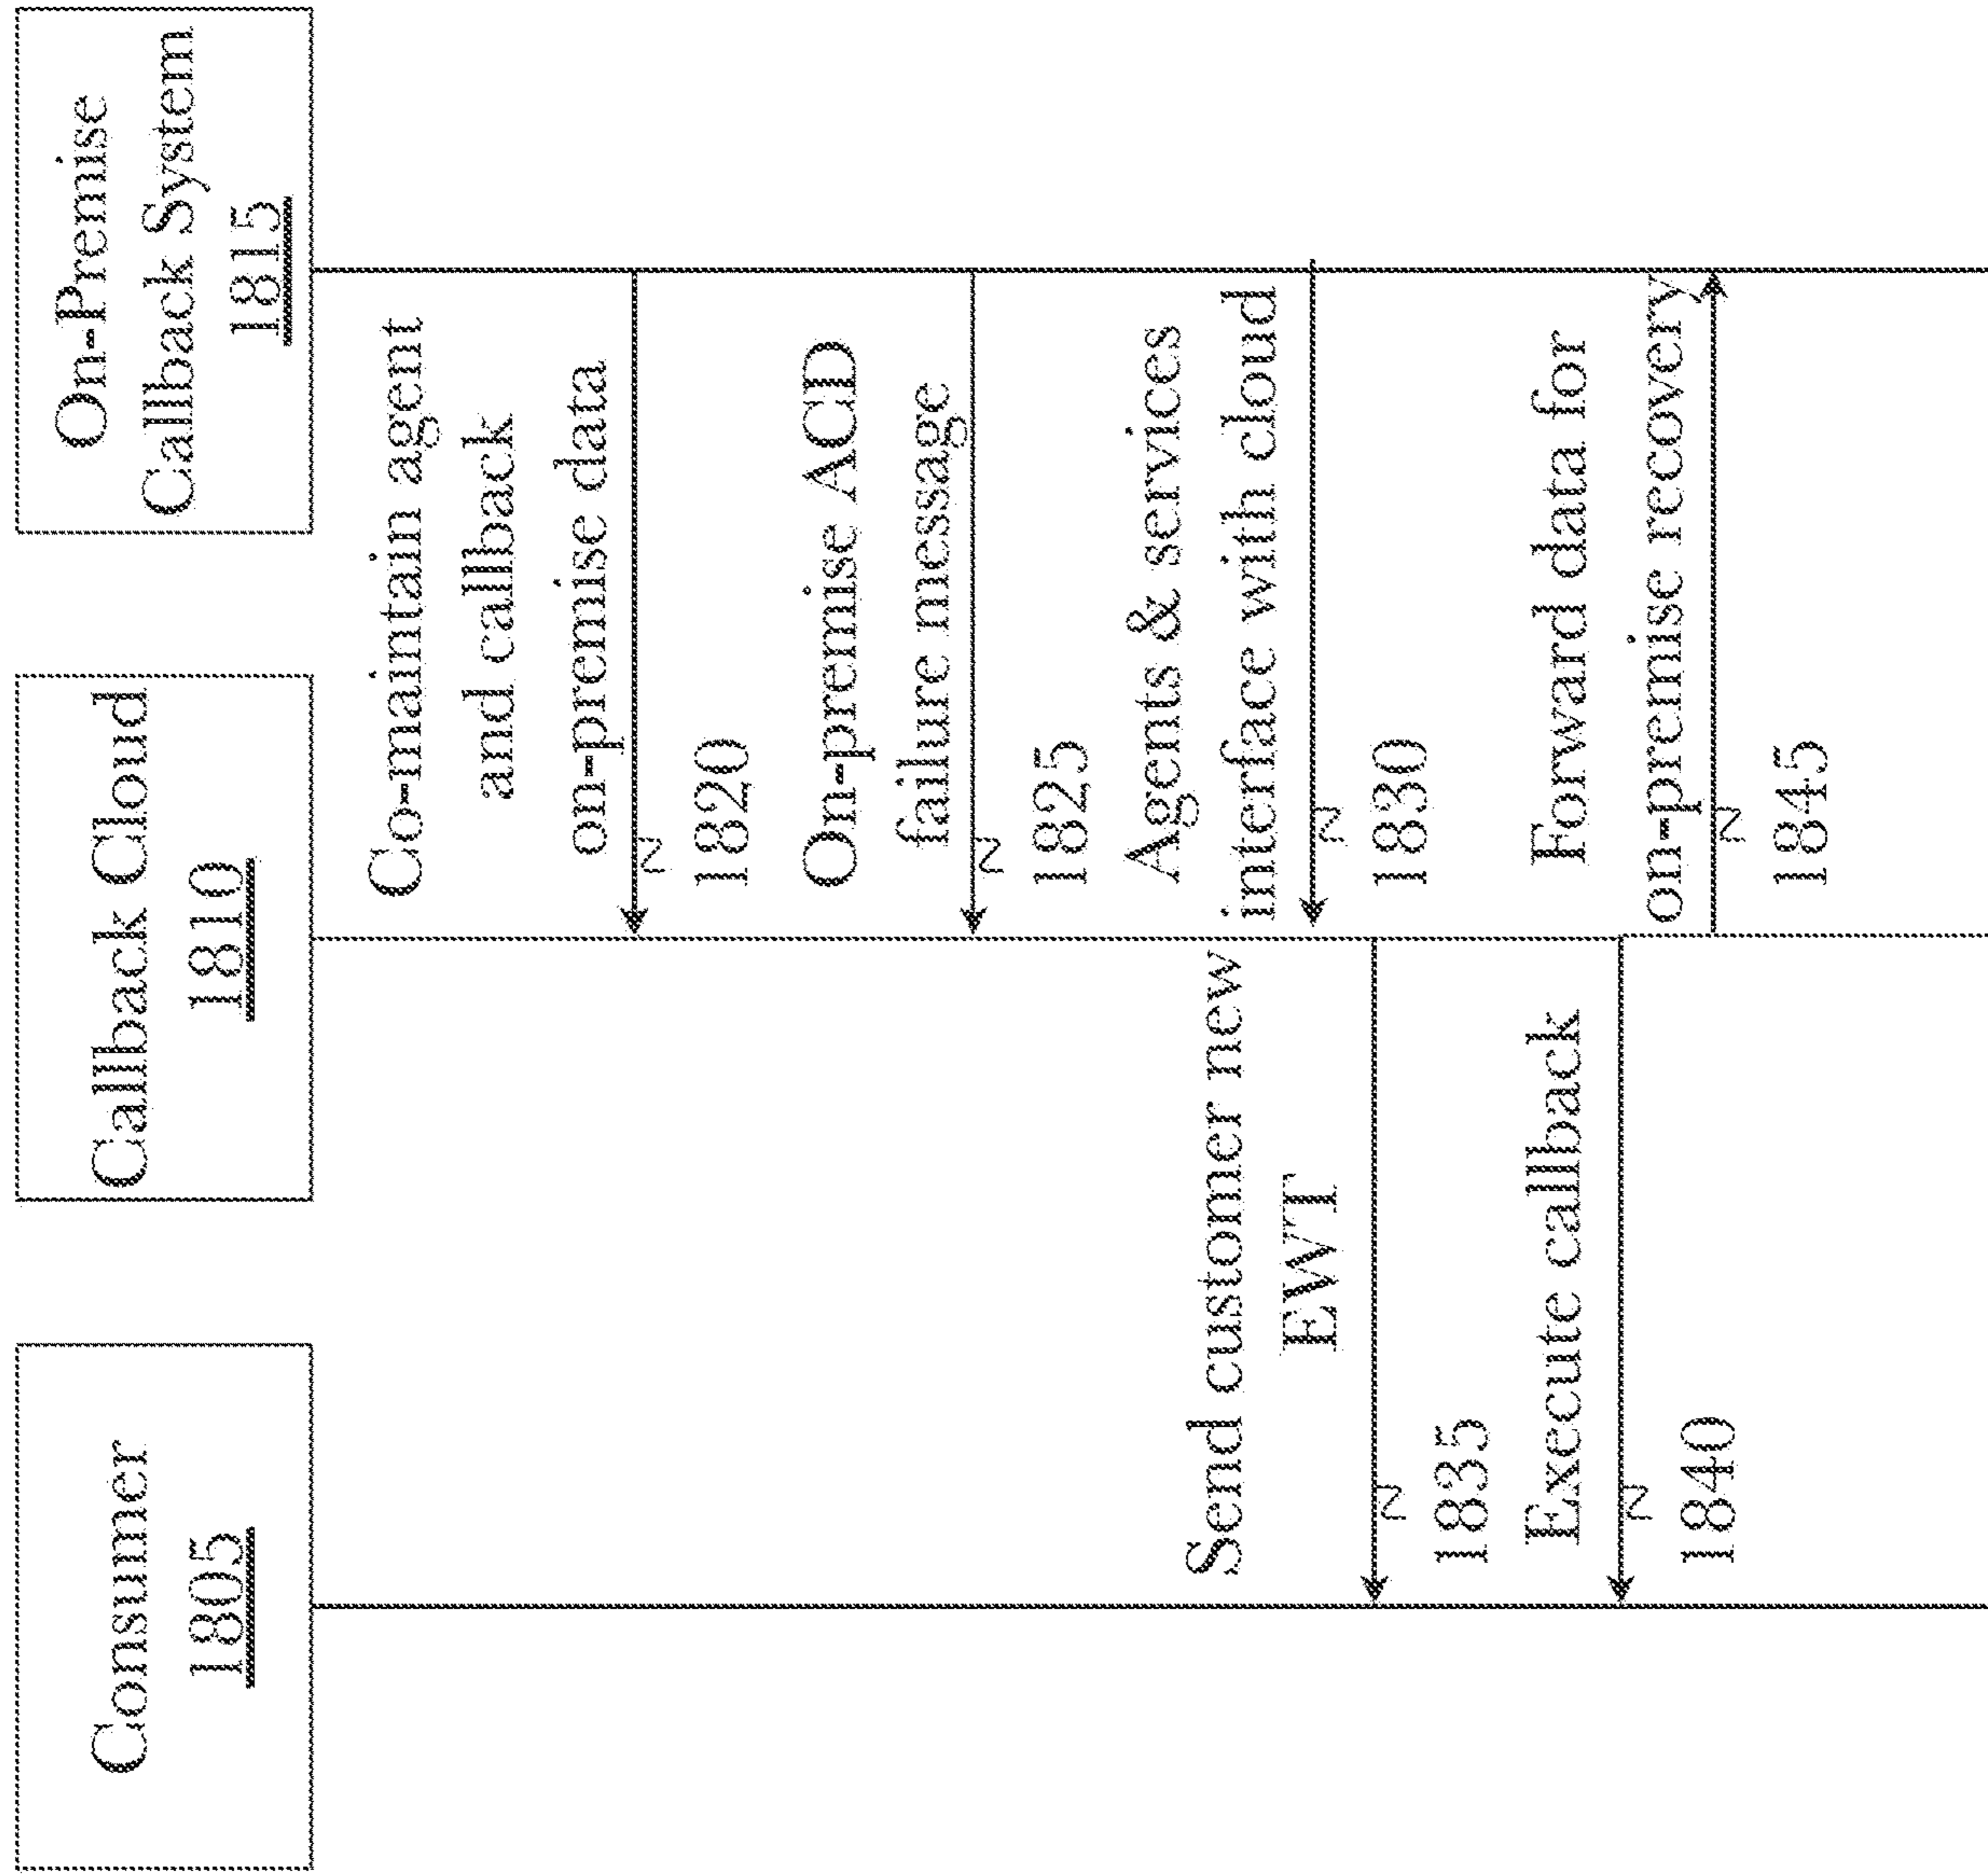 Consumer
1805
Callback Cloud
1810
On-Premise
Callback System
1815
Co-maintain agent
and callback
on-premise data
1820
On-premise ACD
failure message
1825
Agents & services
interface with cloud
1830
Send customer new
EWT
1835
Execute callback
1840
Forward data for
on-premise recovery
1845